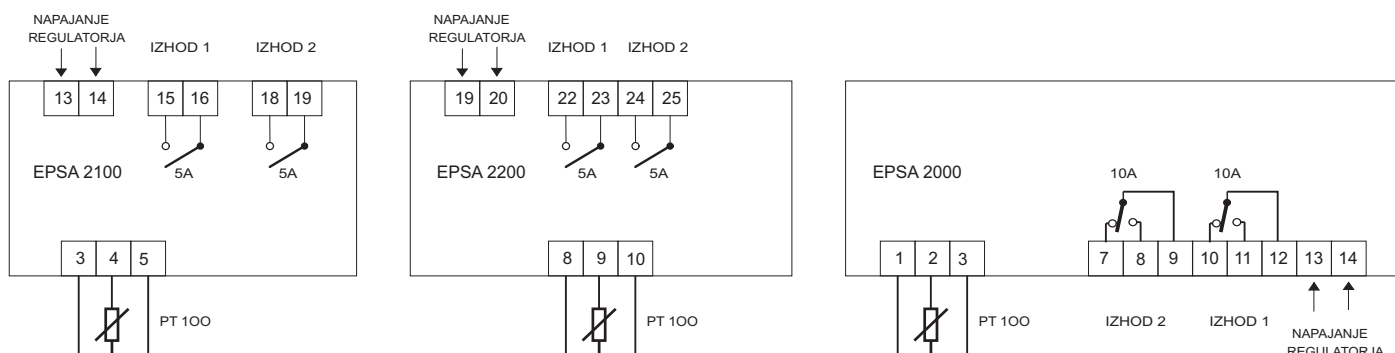 NAPAJANJE
REGULATORJA
IZHOD 1
IZHOD 2
13 14 15 16 18 19
EPSA 2100
5A 5A
3 4 5
PT 1OO
NAPAJANJE
REGULATORJA
IZHOD 1
IZHOD 2
19 20 22 23 24 25
EPSA 2200
5A 5A
8 9 10
PT 1OO
EPSA 2000
10A 10A
1 2 3
7 8 9 10 11 12 13 14
PT 1OO
IZHOD 2
IZHOD 1
NAPAJANJE
REGULATORJA